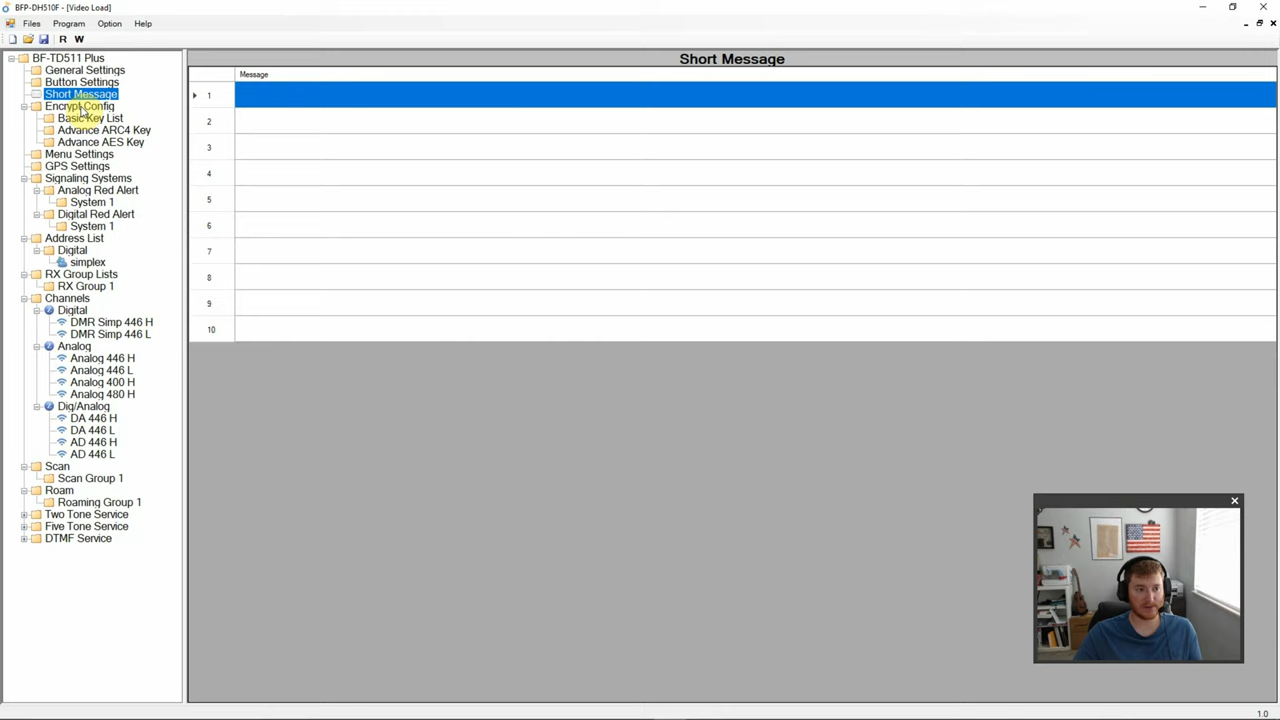 BFP-DH510F - [Video Load]
Files Program Option Help
R W
BF-TD511 Plus
General Settings
Button Settings
Short Message
Encrypt Config
Basic Key List
Advance ARC4 Key
Advance AES Key
Menu Settings
GPS Settings
Signaling Systems
Analog Red Alert
System 1
Digital Red Alert
System 1
Address List
Digital
simplex
RX Group Lists
RX Group 1
Channels
Digital
DMR Simp 446 H
DMR Simp 446 L
Analog
Analog 446 H
Analog 446 L
Analog 400 H
Analog 480 H
Dig/Analog
DA 446 H
DA 446 L
AD 446 H
AD 446 L
Scan
Scan Group 1
Roam
Roaming Group 1
Two Tone Service
Five Tone Service
DTMF Service
Short Message
Message
1
2
3
4
5
6
7
8
9
10
1.0